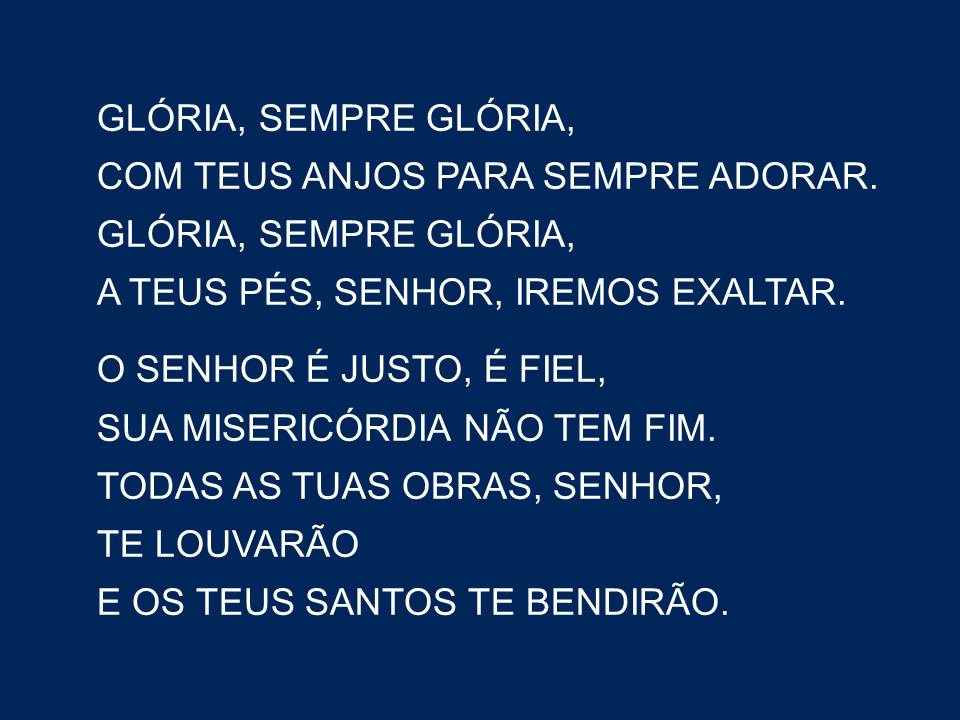 GLÓRIA, SEMPRE GLÓRIA,
COM TEUS ANJOS PARA SEMPRE ADORAR.
GLÓRIA, SEMPRE GLÓRIA,
A TEUS PÉS, SENHOR, IREMOS EXALTAR.
O SENHOR É JUSTO, É FIEL,
SUA MISERICÓRDIA NÃO TEM FIM.
TODAS AS TUAS OBRAS, SENHOR,
TE LOUVARÃO
E OS TEUS SANTOS TE BENDIRÃO.